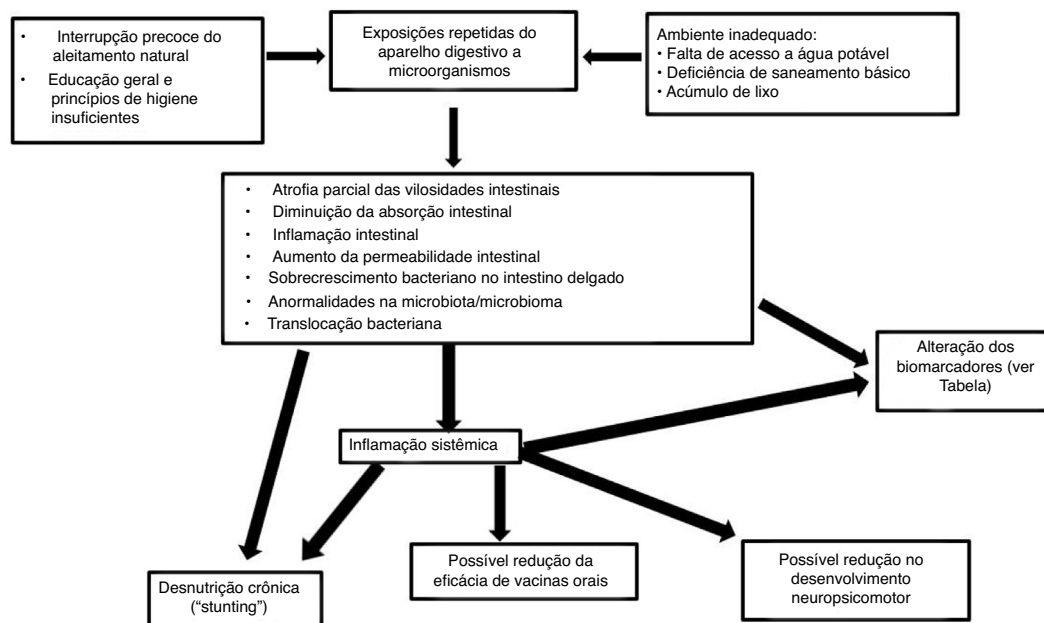 • Interrupção precoce do
aleitamento natural
• Educação geral e
princípios de higiene
insuficientes
Exposições repetidas do
aparelho digestivo a
microorganismos
Ambiente inadequado:
• Falta de acesso a água potável
• Deficiência de saneamento básico
• Acúmulo de lixo
• Atrofia parcial das vilosidades intestinais
• Diminuição da absorção intestinal
• Inflamação intestinal
• Aumento da permeabilidade intestinal
• Sobrecrescimento bacteriano no intestino delgado
• Anormalidades na microbiota/microbioma
• Translocação bacteriana
Alteração dos
biomarcadores (ver
Tabela)
Inflamação sistêmica
Desnutrição crônica
(“stunting”)
Possível redução da
eficácia de vacinas orais
Possível redução no
desenvolvimento
neuropsicomotor